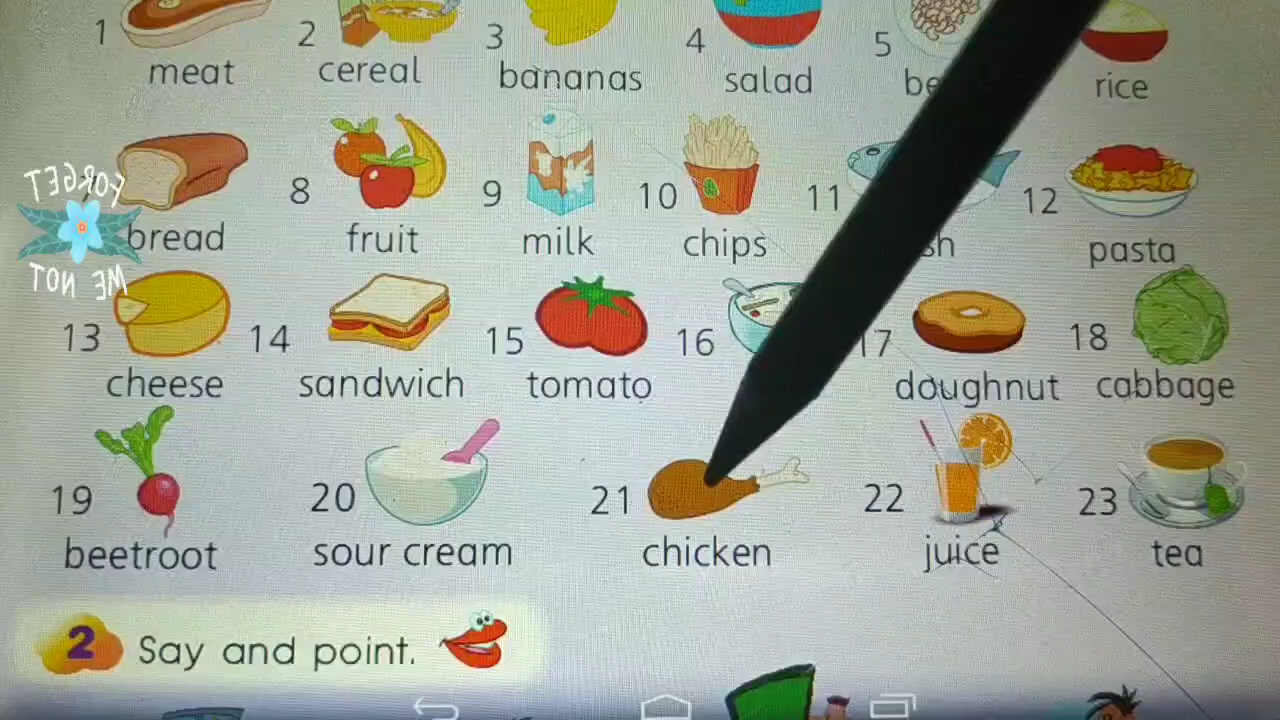 1 2 3 4 5
meat cereal bananas salad rice
8 9 10 11 12
bread fruit milk chips pasta
13 14 15 16 17 18
cheese sandwich tomato doughnut cabbage
19 20 21 22 23
beetroot sour cream chicken juice tea
2 Say and point.
FORGET
ME NOT